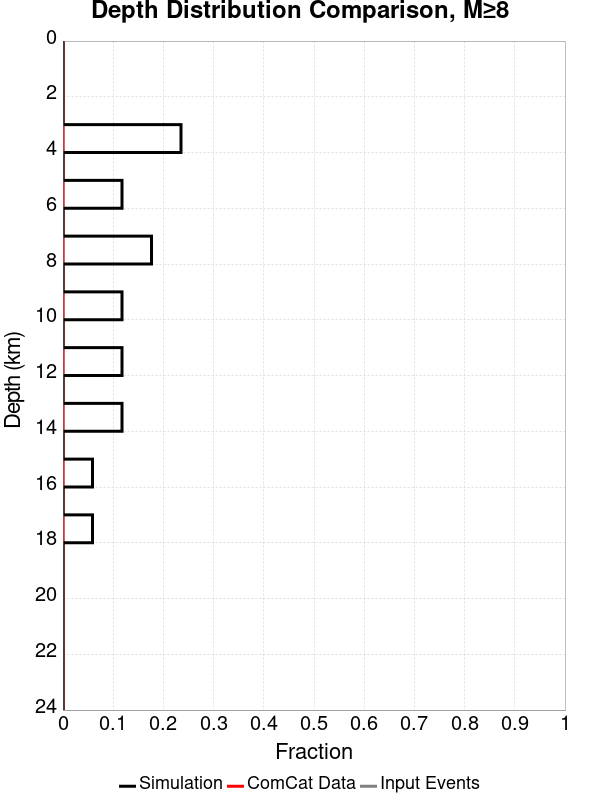 Depth Distribution Comparison, M≥8
0
2
4
6
8
10
12
14
16
18
20
22
24
Depth (km)
0 0.1 0.2 0.3 0.4 0.5 0.6 0.7 0.8 0.9 1
Fraction
Simulation ComCat Data Input Events